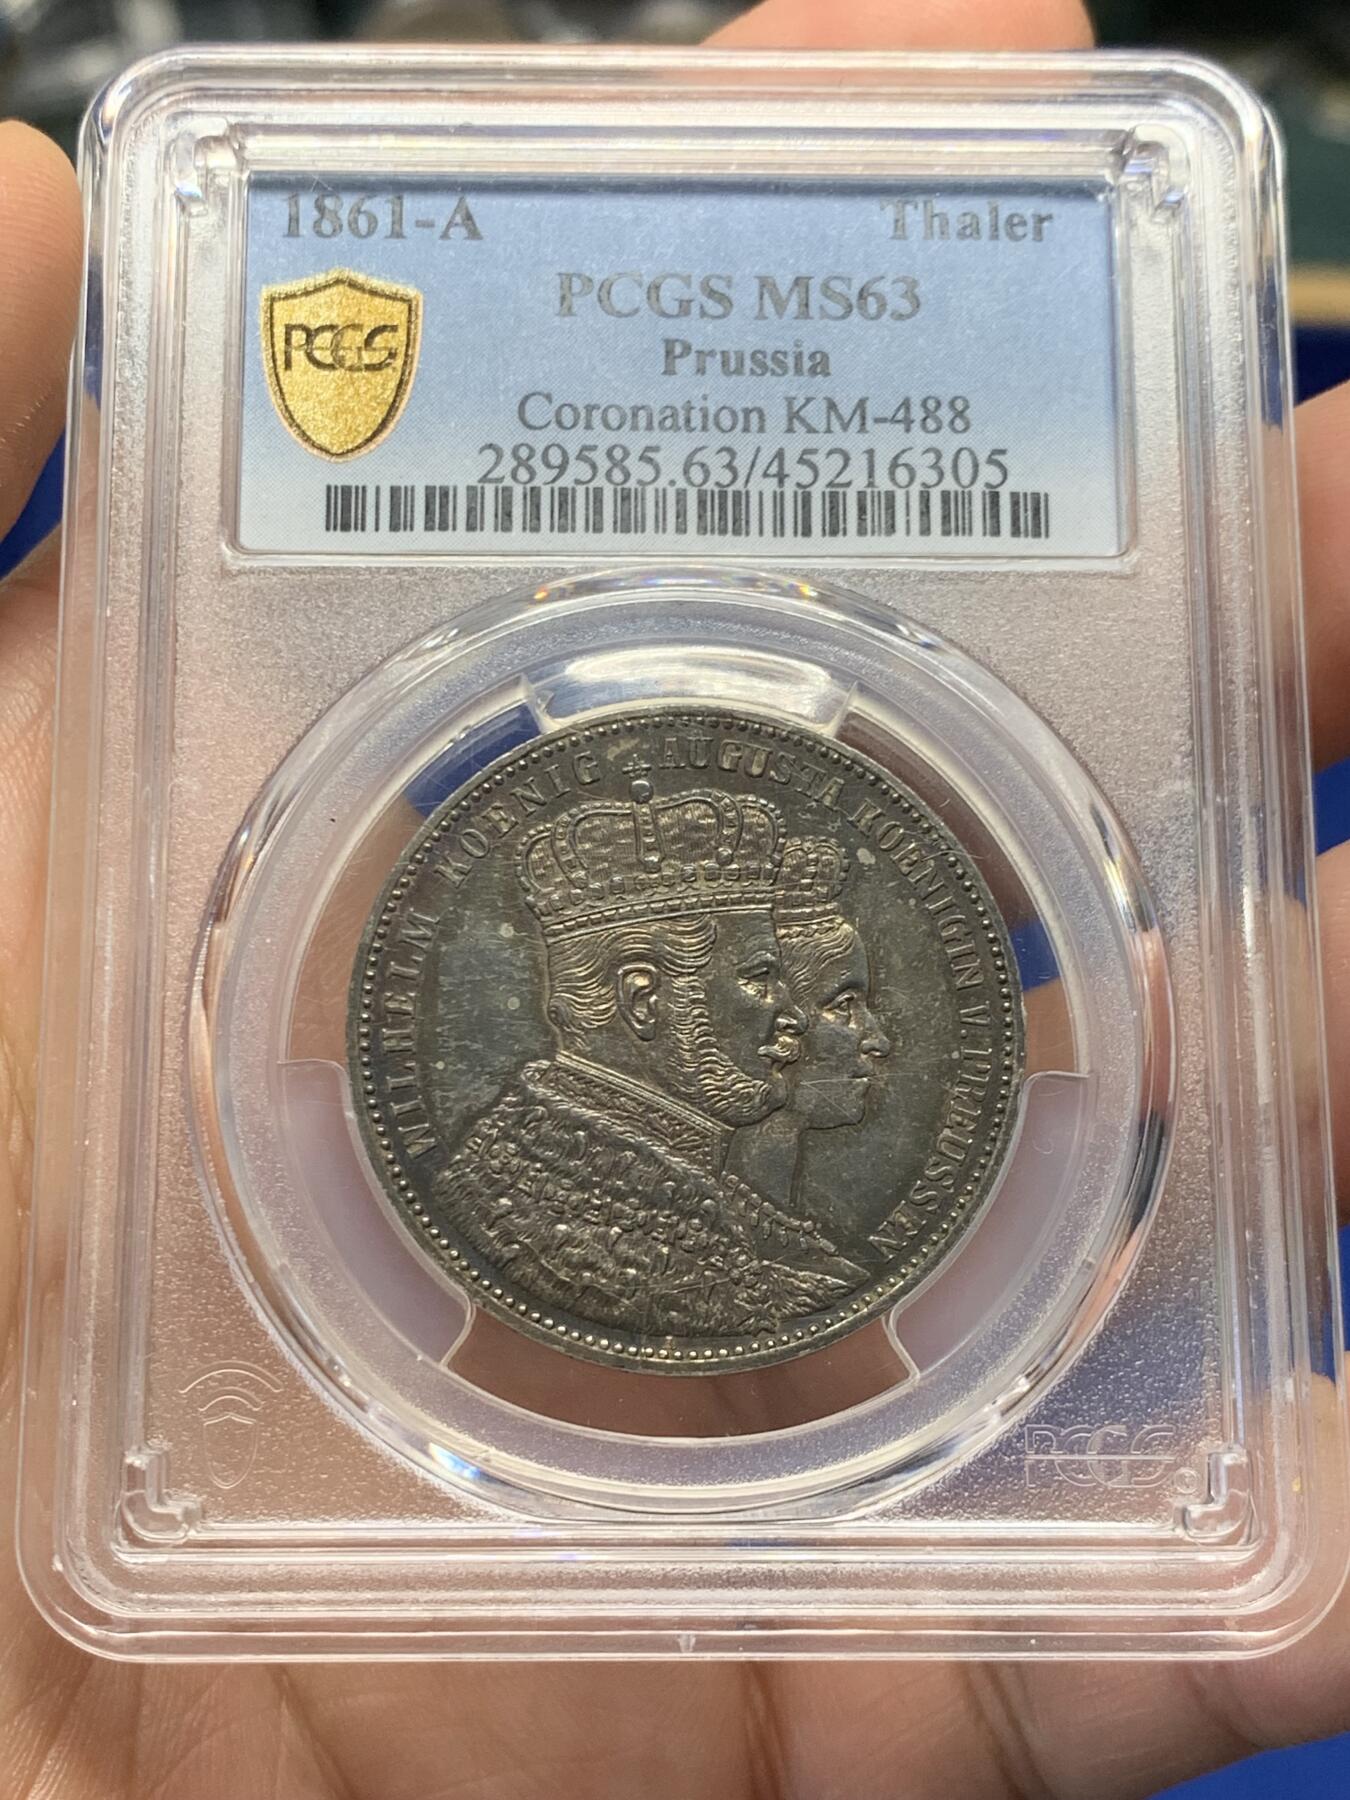 1861-A Thaler
PCGS MS63
PCGS
Prussia
Coronation KM-488
289585.63/45216305
WILHELM KOENIG AUGUSTA KOENIGIN V. PREUSSEN
A
PCGS